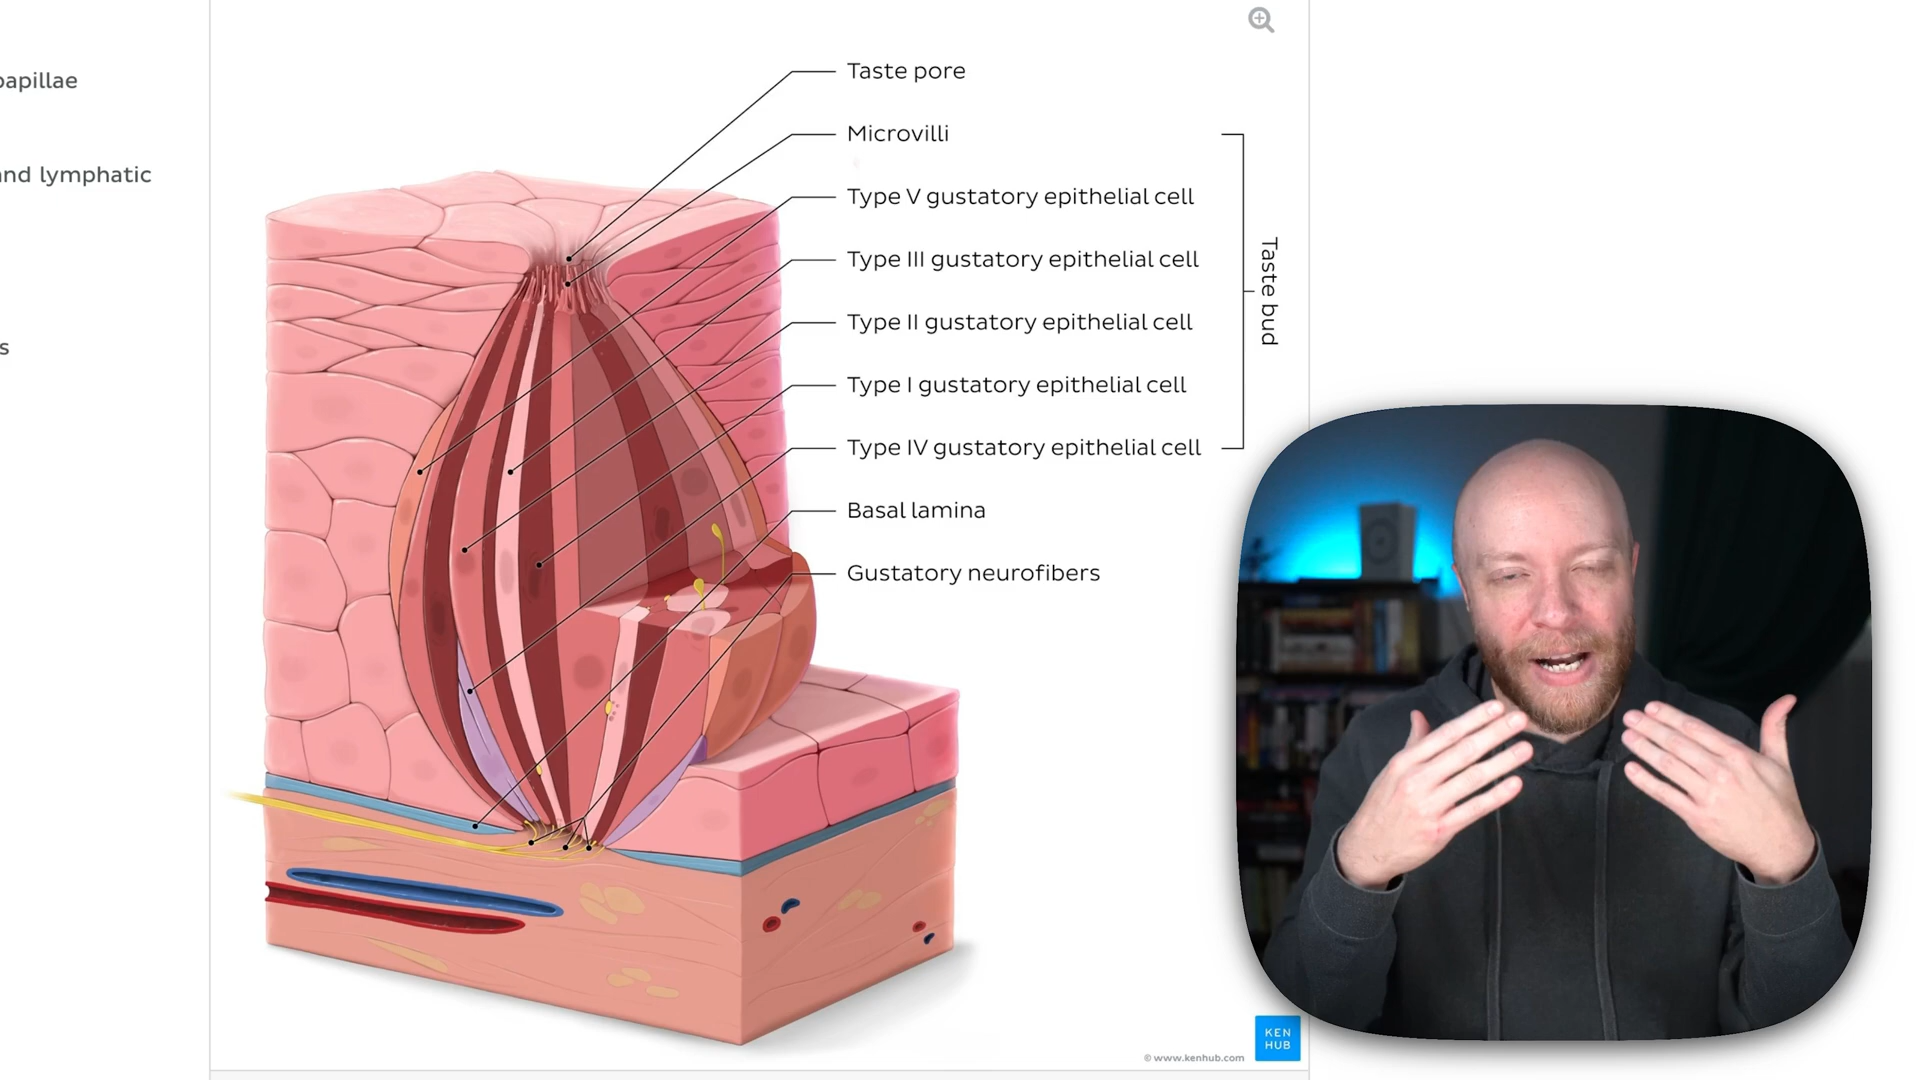 papillae
and lymphatic
s
Taste pore
Microvilli
Type V gustatory epithelial cell
Type III gustatory epithelial cell
Type II gustatory epithelial cell
Type I gustatory epithelial cell
Type IV gustatory epithelial cell
Basal lamina
Gustatory neurofibers
Taste bud
KEN
HUB
© www.kenhub.com